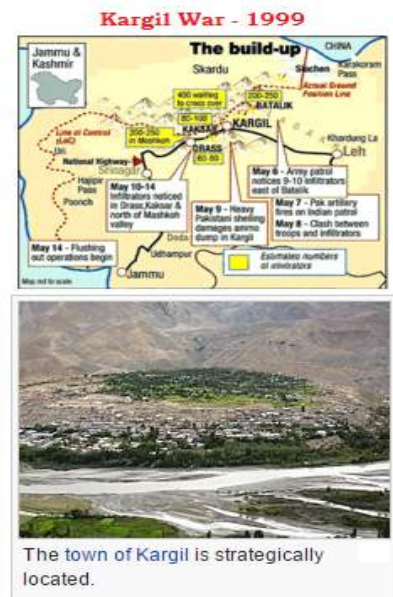 Kargil War - 1999
Jammu &
Kashmir
The build-up
CHINA
Skardu
Siachen
Karakoram
Pass
Actual Ground
Position Line
400 waiting
to cross over
200-250
BATALIK
80-100
KAKSAR
KARGIL
200-250
in Mashkoh
Line of Control
(LoC)
Uri
DRASS
60-80
Khardung La
Leh
National Highway
Srinagar
Hajipir
Pass
Poonch
May 10-14
Infiltrators noticed
in Drass, Kaksar &
north of Mashkoh
valley
May 9 - Heavy
Pakistani shelling
damages ammo
dump in Kargil
May 6 - Army patrol
notices 9-10 infiltrators
east of Batalik
May 7 - Pak artillery
fires on Indian patrol
May 8 - Clash between
troops and infiltrators
May 14 - Flushing
out operations begin
Doda
Udhampur
Jammu
Estimated numbers
of infiltrators
Map not to scale
The town of Kargil is strategically
located.